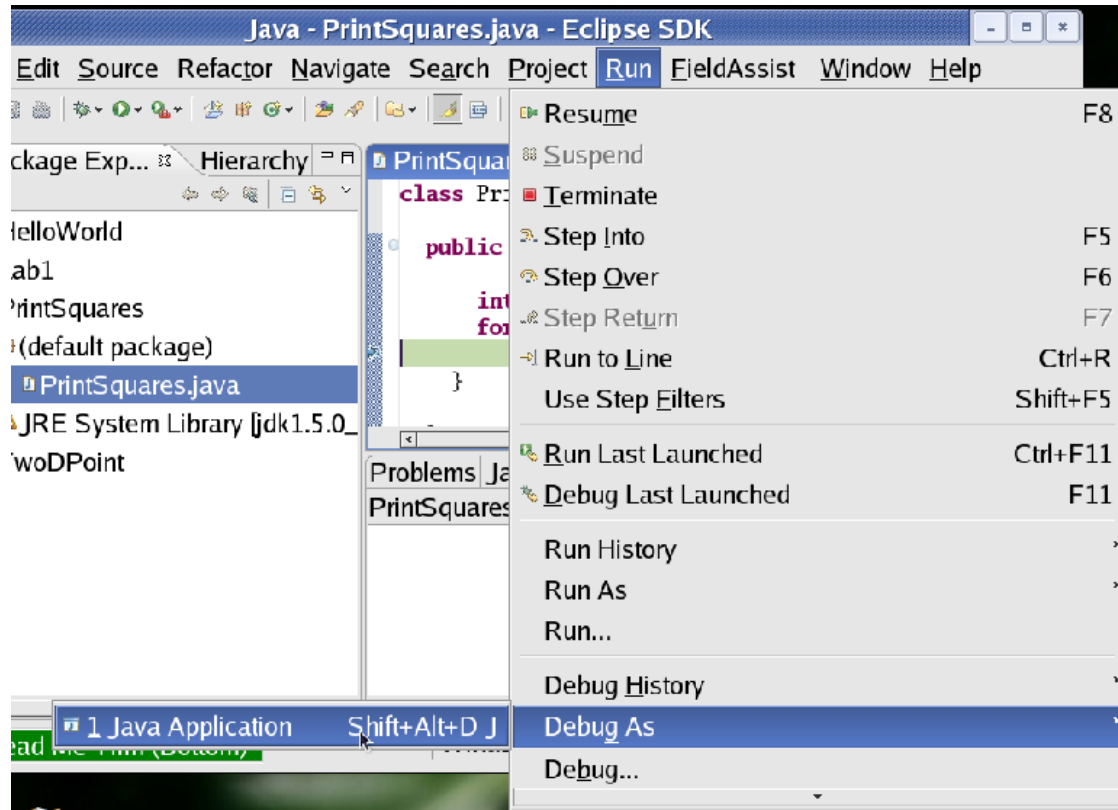 Java - PrintSquares.java - Eclipse SDK
Edit Source Refactor Navigate Search Project Run FieldAssist Window Help
ckage Exp... Hierarchy
HelloWorld
Lab1
PrintSquares
(default package)
PrintSquares.java
JRE System Library [jdk1.5.0_
TwoDPoint
PrintSquar
class Pri
public
int
for
}
Problems Ja
PrintSquares
Resume F8
Suspend
Terminate
Step Into F5
Step Over F6
Step Return F7
Run to Line Ctrl+R
Use Step Filters Shift+F5
Run Last Launched Ctrl+F11
Debug Last Launched F11
Run History
Run As
Run...
Debug History
Debug As
Debug...
1 Java Application Shift+Alt+D J